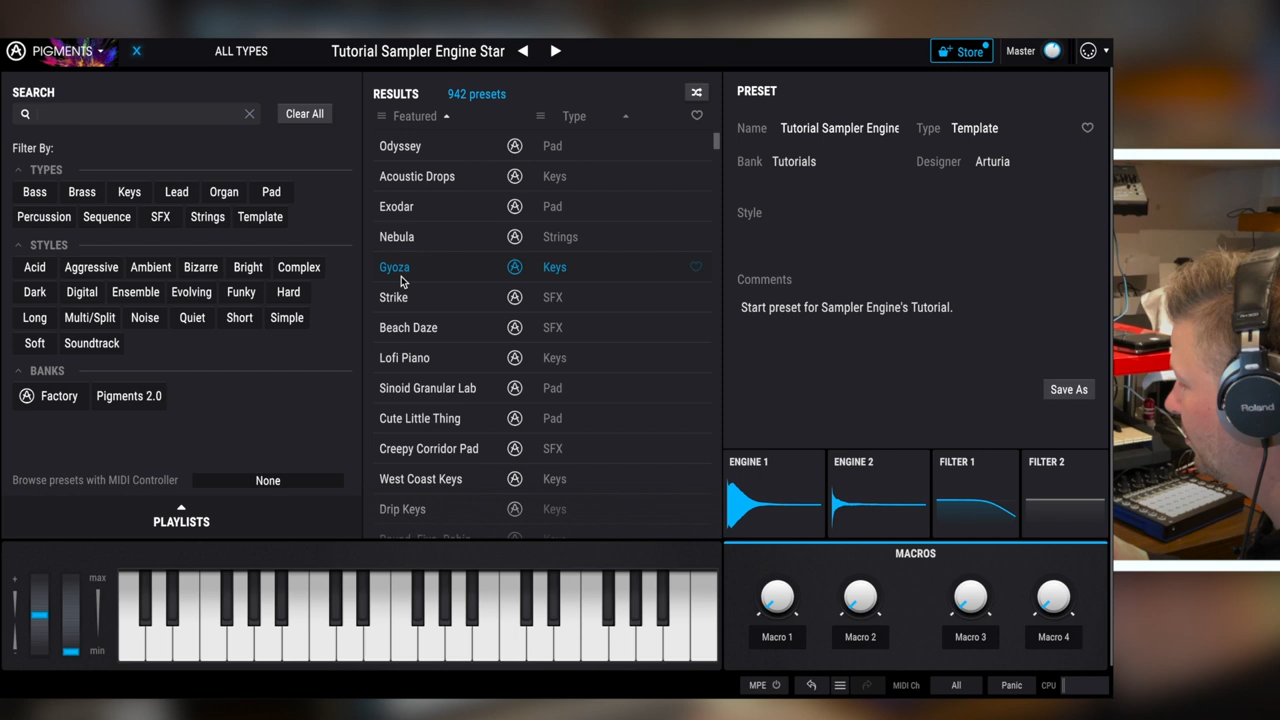 PIGMENTS
X
ALL TYPES
Tutorial Sampler Engine Star
Store
Master
SEARCH
Clear All
Filter By:
TYPES
Bass Brass Keys Lead Organ Pad
Percussion Sequence SFX Strings Template
STYLES
Acid Aggressive Ambient Bizarre Bright Complex
Dark Digital Ensemble Evolving Funky Hard
Long Multi/Split Noise Quiet Short Simple
Soft Soundtrack
BANKS
Factory Pigments 2.0
Browse presets with MIDI Controller None
PLAYLISTS
RESULTS 942 presets
Featured Type
Odyssey Pad
Acoustic Drops Keys
Exodar Pad
Nebula Strings
Gyoza Keys
Strike SFX
Beach Daze SFX
Lofi Piano Keys
Sinoid Granular Lab Pad
Cute Little Thing Pad
Creepy Corridor Pad SFX
West Coast Keys Keys
Drip Keys Keys
PRESET
Name Tutorial Sampler Engine Type Template
Bank Tutorials Designer Arturia
Style
Comments
Start preset for Sampler Engine's Tutorial.
Save As
ENGINE 1 ENGINE 2 FILTER 1 FILTER 2
MACROS
Macro 1 Macro 2 Macro 3 Macro 4
+ max
- min
MPE MIDI Ch All Panic CPU
Roland